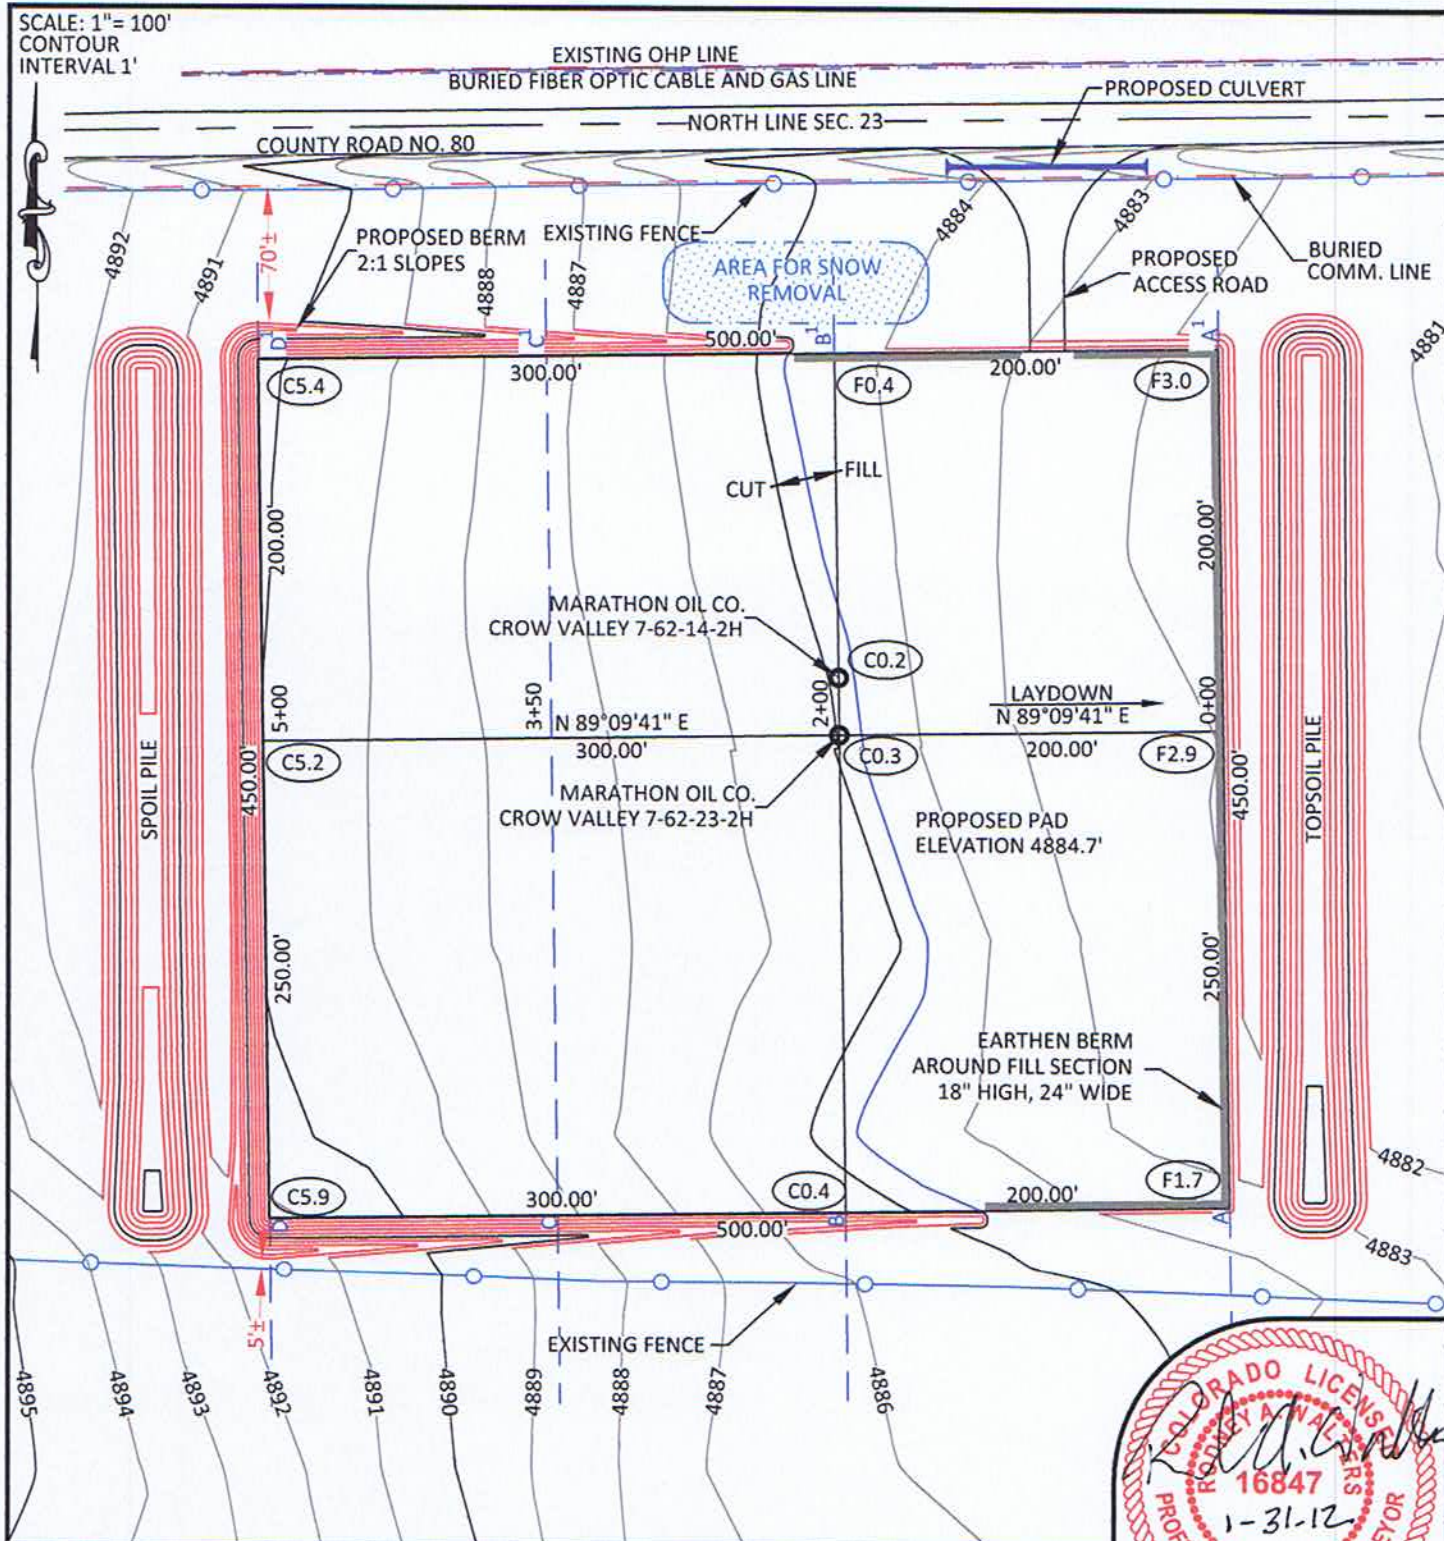 SCALE: 1"= 100'
CONTOUR
INTERVAL 1'
EXISTING OHP LINE
BURIED FIBER OPTIC CABLE AND GAS LINE
PROPOSED CULVERT
NORTH LINE SEC. 23
COUNTY ROAD NO. 80
4892
4891
70'±
PROPOSED BERM
2:1 SLOPES
4888
4887
EXISTING FENCE
AREA FOR SNOW
REMOVAL
4884
4883
PROPOSED
ACCESS ROAD
BURIED
COMM. LINE
4881
D1
C1
500.00'
B1
A1
C5.4
300.00'
F0.4
200.00'
F3.0
CUT
FILL
200.00'
200.00'
MARATHON OIL CO.
CROW VALLEY 7-62-14-2H
C0.2
5+00
3+50
N 89°09'41" E
2+00
LAYDOWN
N 89°09'41" E
0+00
C5.2
300.00'
C0.3
200.00'
F2.9
SPOIL PILE
450.00'
450.00'
TOPSOIL PILE
MARATHON OIL CO.
CROW VALLEY 7-62-23-2H
PROPOSED PAD
ELEVATION 4884.7'
250.00'
250.00'
EARTHEN BERM
AROUND FILL SECTION
18" HIGH, 24" WIDE
4882
C5.9
300.00'
C0.4
200.00'
F1.7
D
C
500.00'
B
A
4883
5'±
EXISTING FENCE
4895
4894
4893
4892
4891
4890
4889
4888
4887
4886
COLORADO LICENSE
RODNEY A. WALTERS
16847
1-31-12
PROF
EYOR